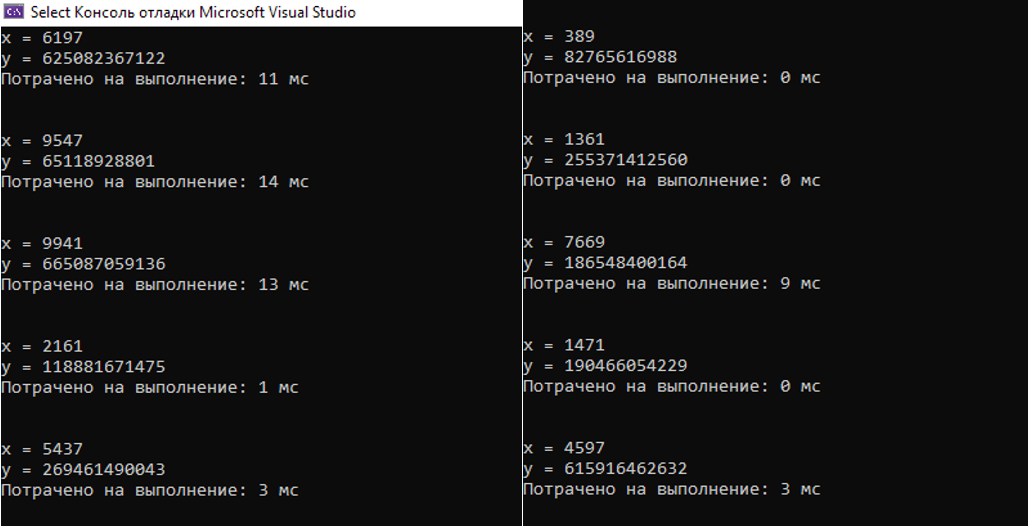 Select Консоль отладки Microsoft Visual Studio
x = 6197
y = 625082367122
Потрачено на выполнение: 11 мс
x = 9547
y = 65118928801
Потрачено на выполнение: 14 мс
x = 9941
y = 665087059136
Потрачено на выполнение: 13 мс
x = 2161
y = 118881671475
Потрачено на выполнение: 1 мс
x = 5437
y = 269461490043
Потрачено на выполнение: 3 мс
x = 389
y = 82765616988
Потрачено на выполнение: 0 мс
x = 1361
y = 255371412560
Потрачено на выполнение: 0 мс
x = 7669
y = 186548400164
Потрачено на выполнение: 9 мс
x = 1471
y = 190466054229
Потрачено на выполнение: 0 мс
x = 4597
y = 615916462632
Потрачено на выполнение: 3 мс